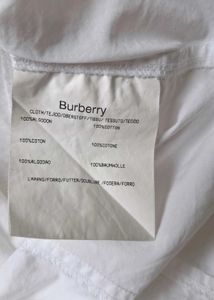 Burberry
CLOTH/TEJIDO/OBERSTOFF/TISSU/TESSUTO/TECIDO
100%ALGODON 100%COTTON
100%COTON 100%COTONE
100%ALGODAO 100%BAUMWOLLE
LINING/FORRO/FUTTER/DOUBLURE/FODERA/FORRO